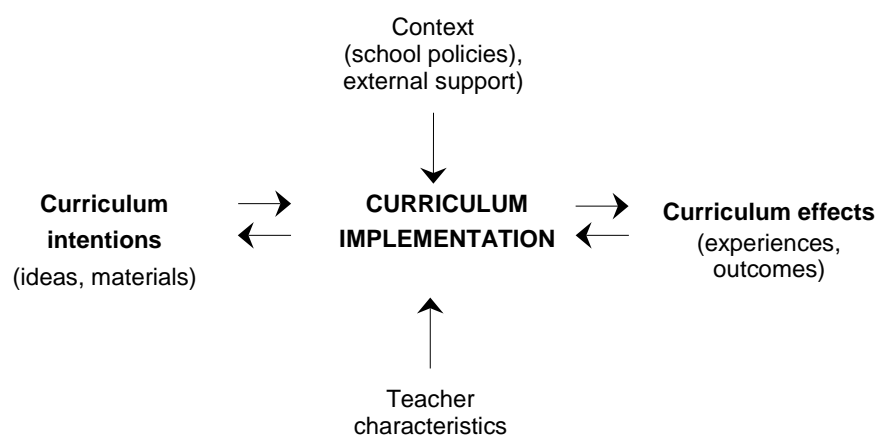 Context
(school policies),
external support)
Curriculum
intentions
(ideas, materials)
CURRICULUM
IMPLEMENTATION
Curriculum effects
(experiences,
outcomes)
Teacher
characteristics